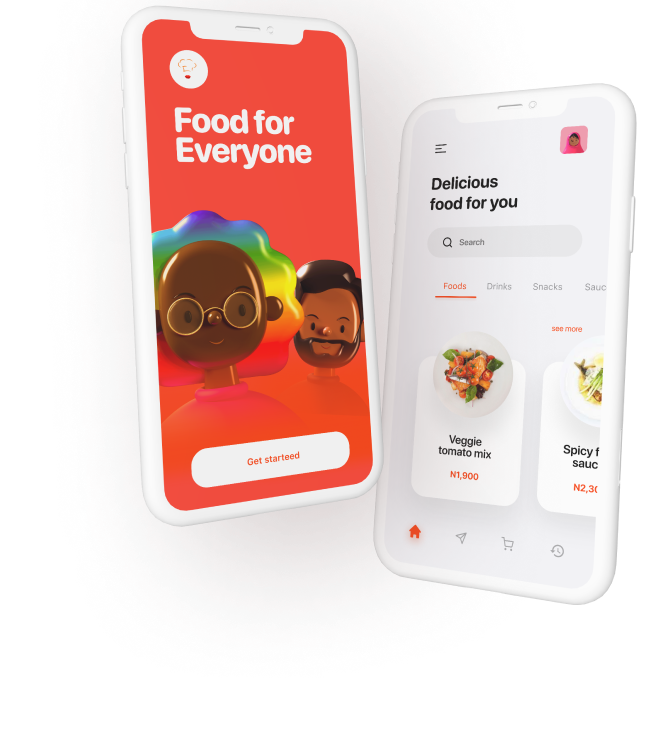 Food for
Everyone
Get starteed
Delicious
food for you
Search
Foods Drinks Snacks Sauc
see more
Veggie
tomato mix
N1,900
Spicy f
sauc
N2,30